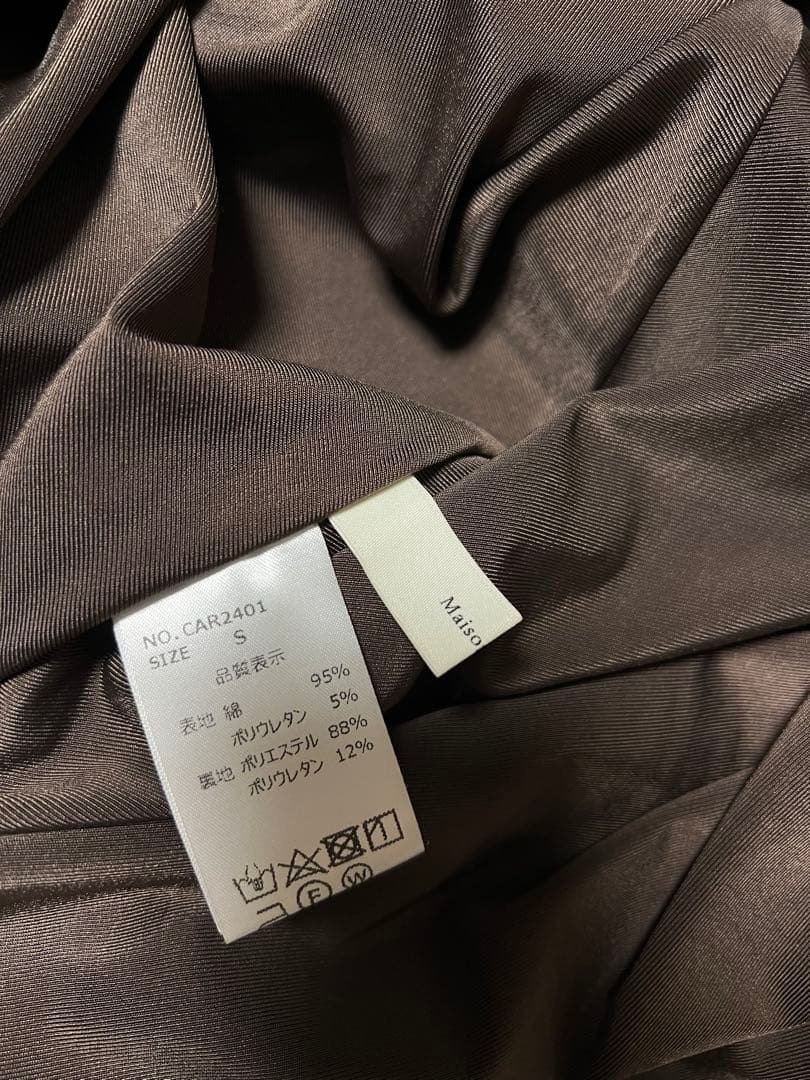 NO.CAR2401
SIZE S
品質表示
表地 綿 95%
ポリウレタン 5%
裏地 ポリエステル 88%
ポリウレタン 12%
F W
Maiso